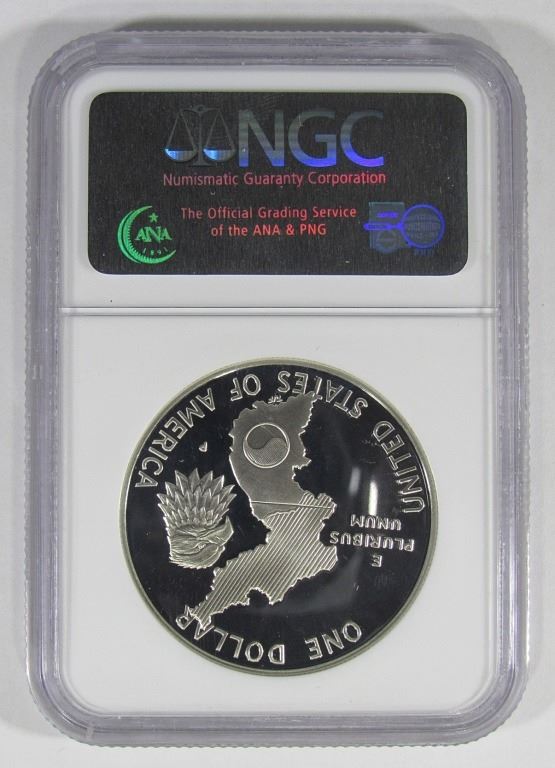 NGC
Numismatic Guaranty Corporation
The Official Grading Service
of the ANA & PNG
ANA
1891
UNITED STATES OF AMERICA
E
PLURIBUS
UNUM
ONE DOLLAR